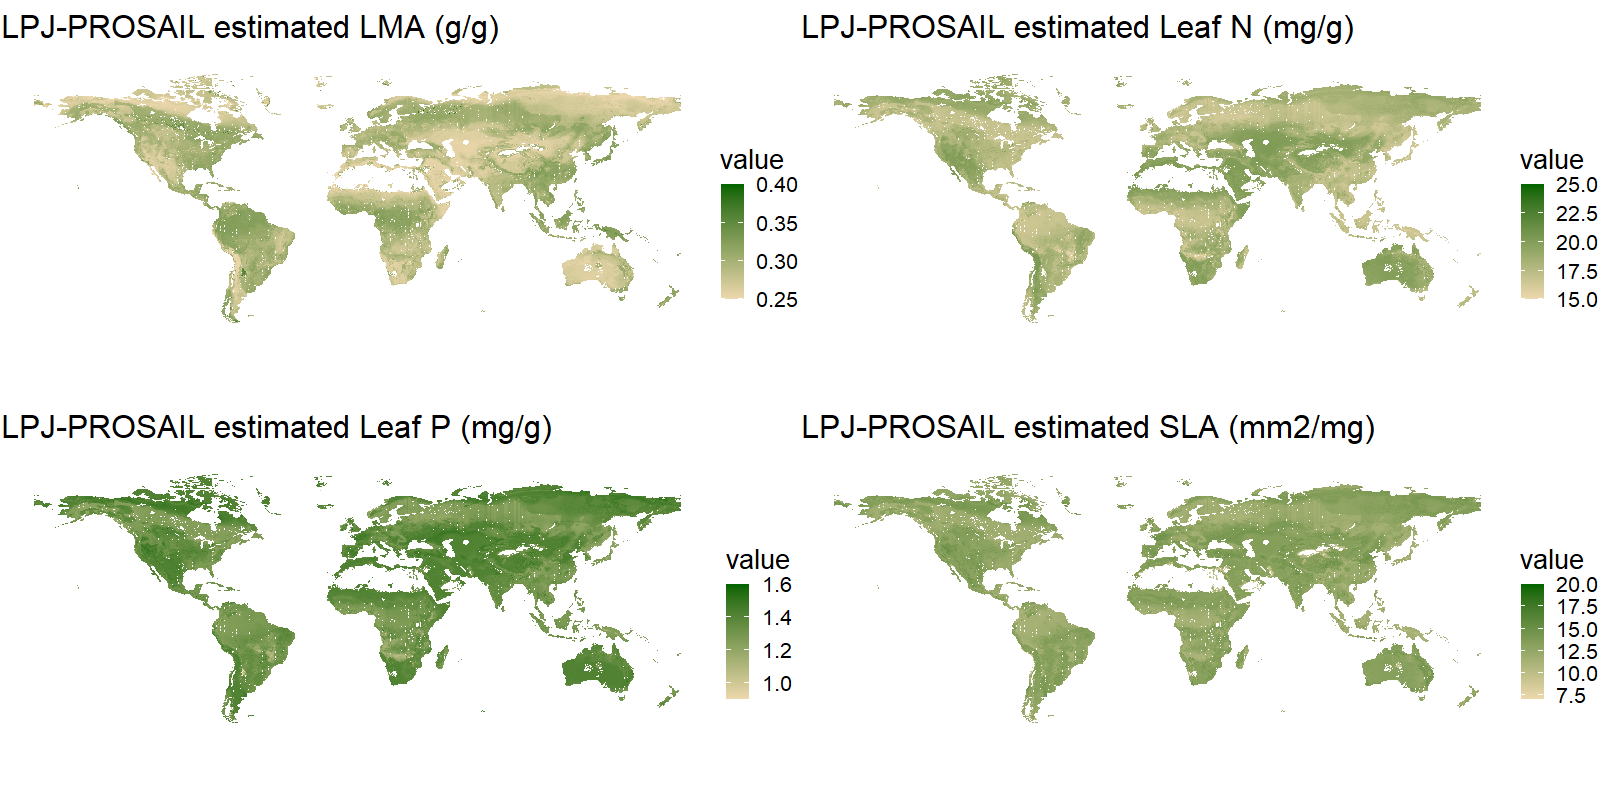 LPJ-PROSAIL estimated LMA (g/g)
value
0.40
0.35
0.30
0.25
LPJ-PROSAIL estimated Leaf N (mg/g)
value
25.0
22.5
20.0
17.5
15.0
LPJ-PROSAIL estimated Leaf P (mg/g)
value
1.6
1.4
1.2
1.0
LPJ-PROSAIL estimated SLA (mm2/mg)
value
20.0
17.5
15.0
12.5
10.0
7.5